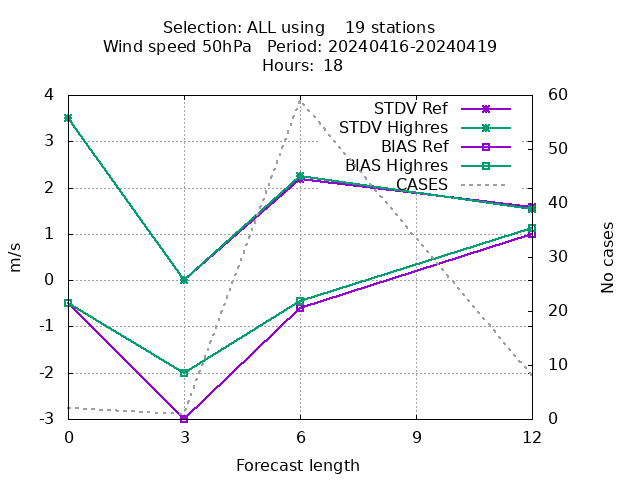 Selection: ALL using    19 stations
Wind speed 50hPa   Period: 20240416-20240419
Hours: 18
4
3
2
1
0
-1
-2
-3
60
50
40
30
20
10
0
STDV Ref
STDV Highres
BIAS Ref
BIAS Highres
CASES
m/s
No cases
0 3 6 9 12
Forecast length